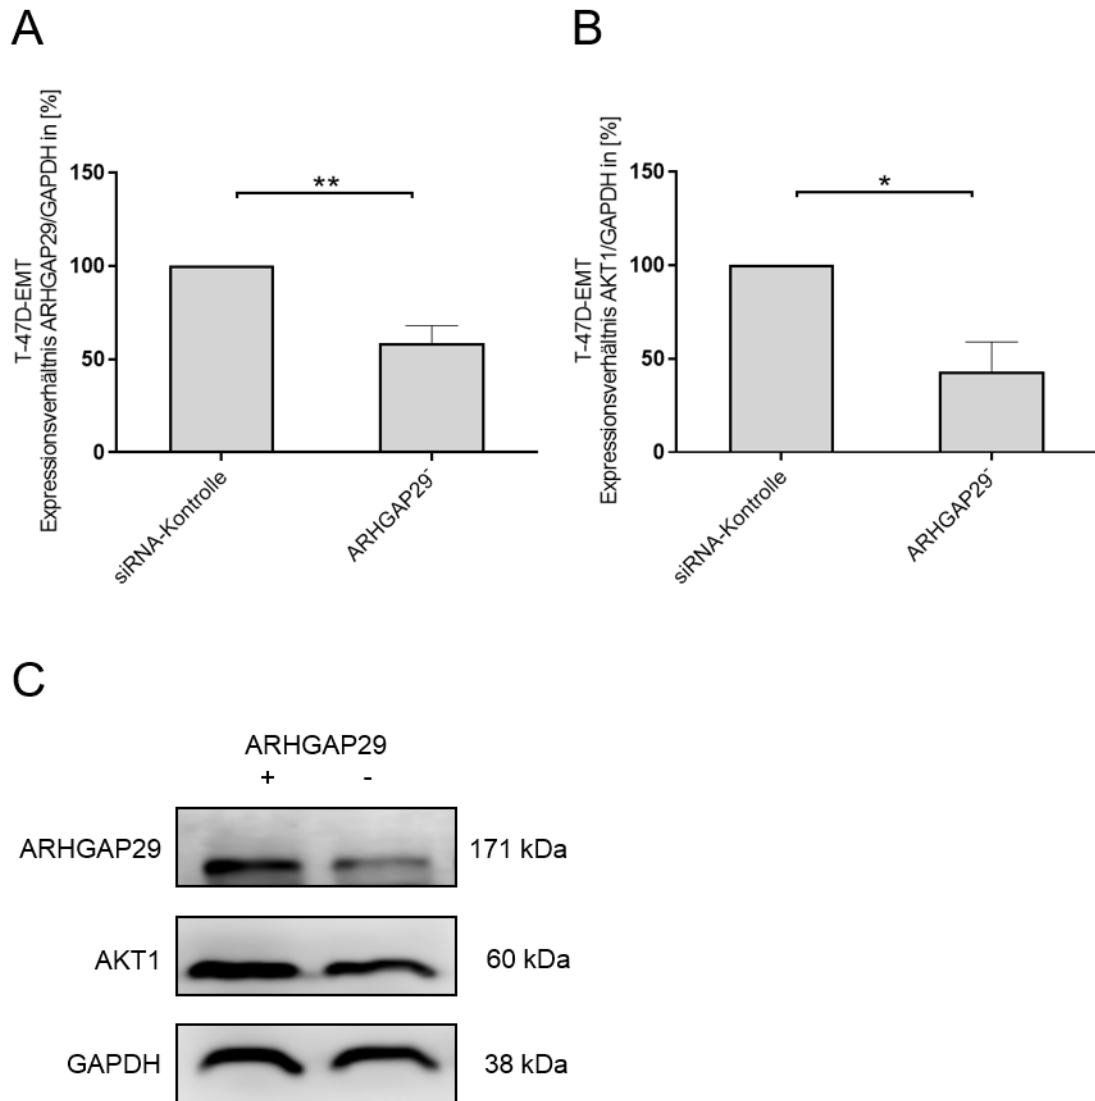 A
T-47D-EMT
Expressionsverhältnis ARHGAP29/GAPDH in [%]
150
100
50
0
**
siRNA-Kontrolle
ARHGAP29⁻
B
T-47D-EMT
Expressionsverhältnis AKT1/GAPDH in [%]
150
100
50
0
*
siRNA-Kontrolle
ARHGAP29⁻
C
ARHGAP29
+ -
ARHGAP29 171 kDa
AKT1 60 kDa
GAPDH 38 kDa